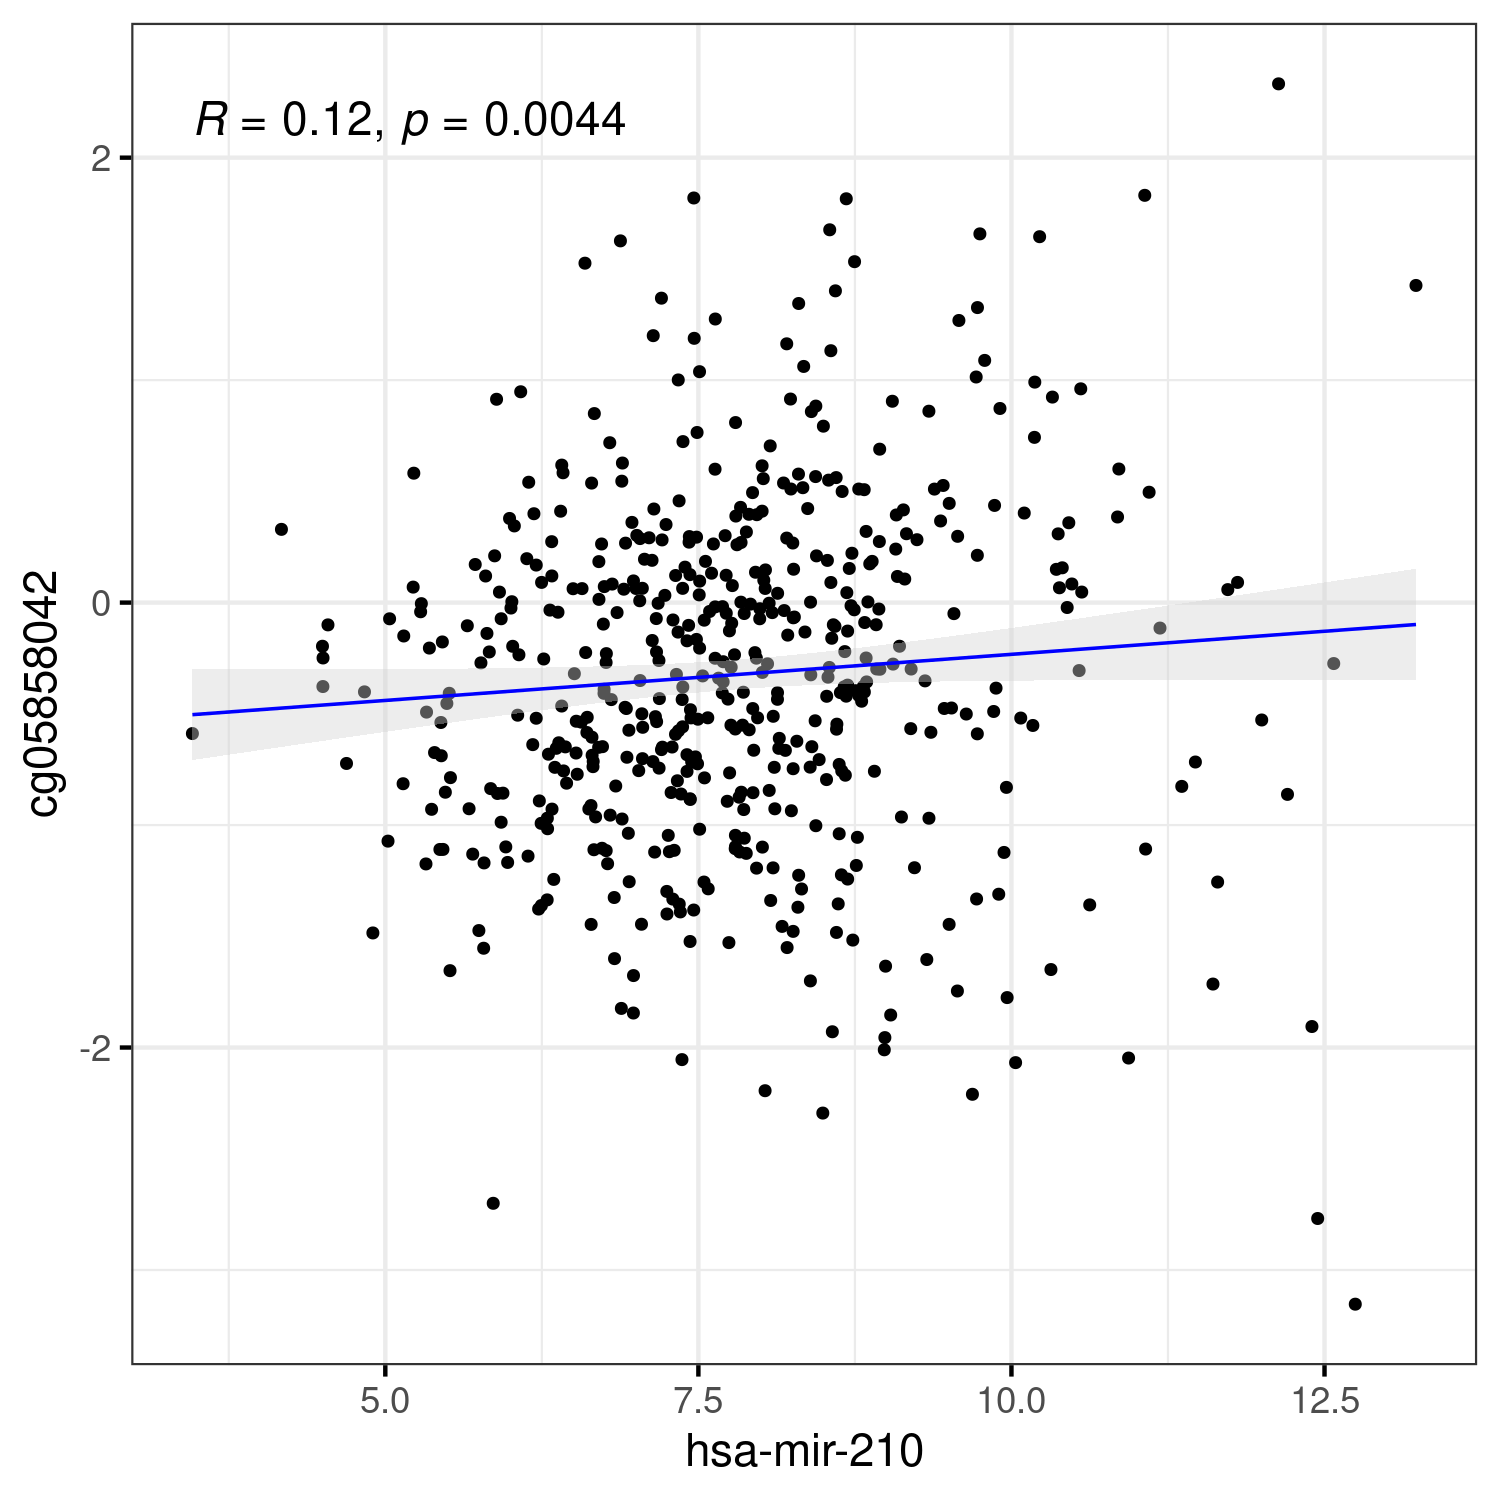 R = 0.12, p = 0.0044
2
0
-2
cg05858042
5.0 7.5 10.0 12.5
hsa-mir-210